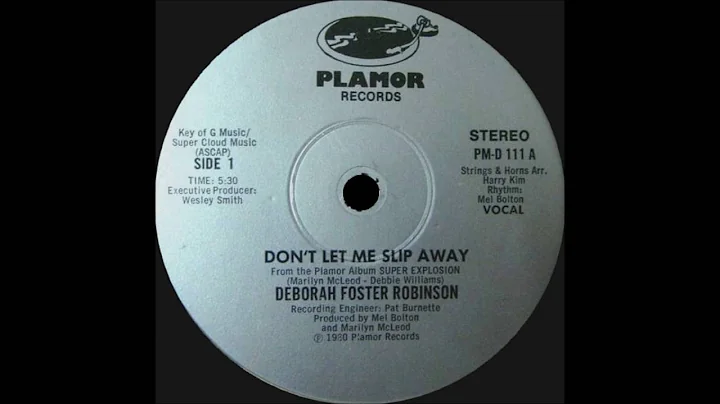 PLAMOR
RECORDS
Key of G Music/
Super Cloud Music
(ASCAP)
SIDE 1
TIME: 5:30
Executive Producer:
Wesley Smith
STEREO
PM-D 111 A
Strings & Horns Arr.
Harry Kim
Rhythm:
Mel Bolton
VOCAL
DON'T LET ME SLIP AWAY
From the Plamor Album SUPER EXPLOSION
(Marilyn McLeod - Debbie Williams)
DEBORAH FOSTER ROBINSON
Recording Engineer: Pat Burnette
Produced by Mel Bolton
and Marilyn McLeod
℗ 1980 Plamor Records